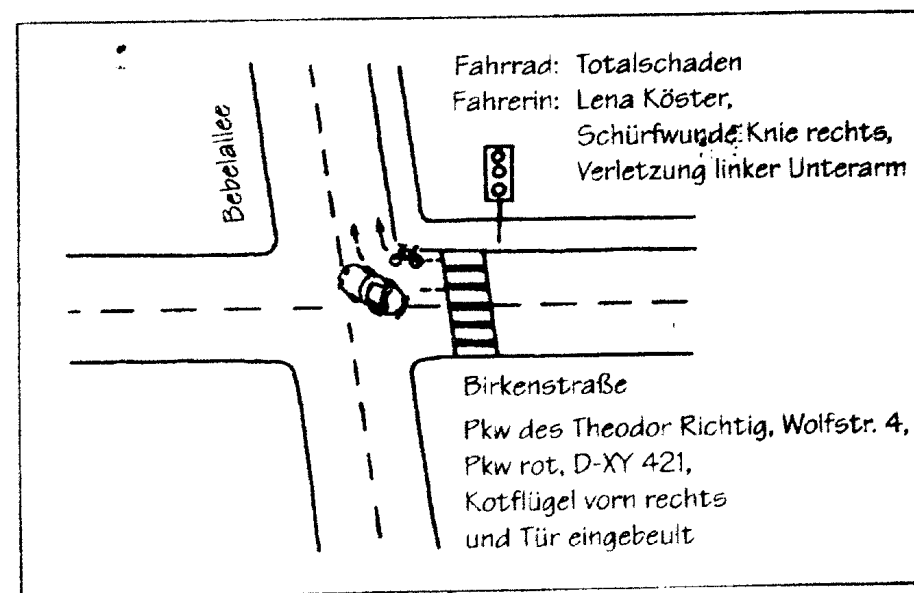 Fahrrad: Totalschaden
Fahrerin: Lena Köster,
Schürfwunde Knie rechts,
Verletzung linker Unterarm
Bebelallee
Birkenstraße
Pkw des Theodor Richtig, Wolfstr. 4,
Pkw rot, D-XY 421,
Kotflügel vorn rechts
und Tür eingebeult